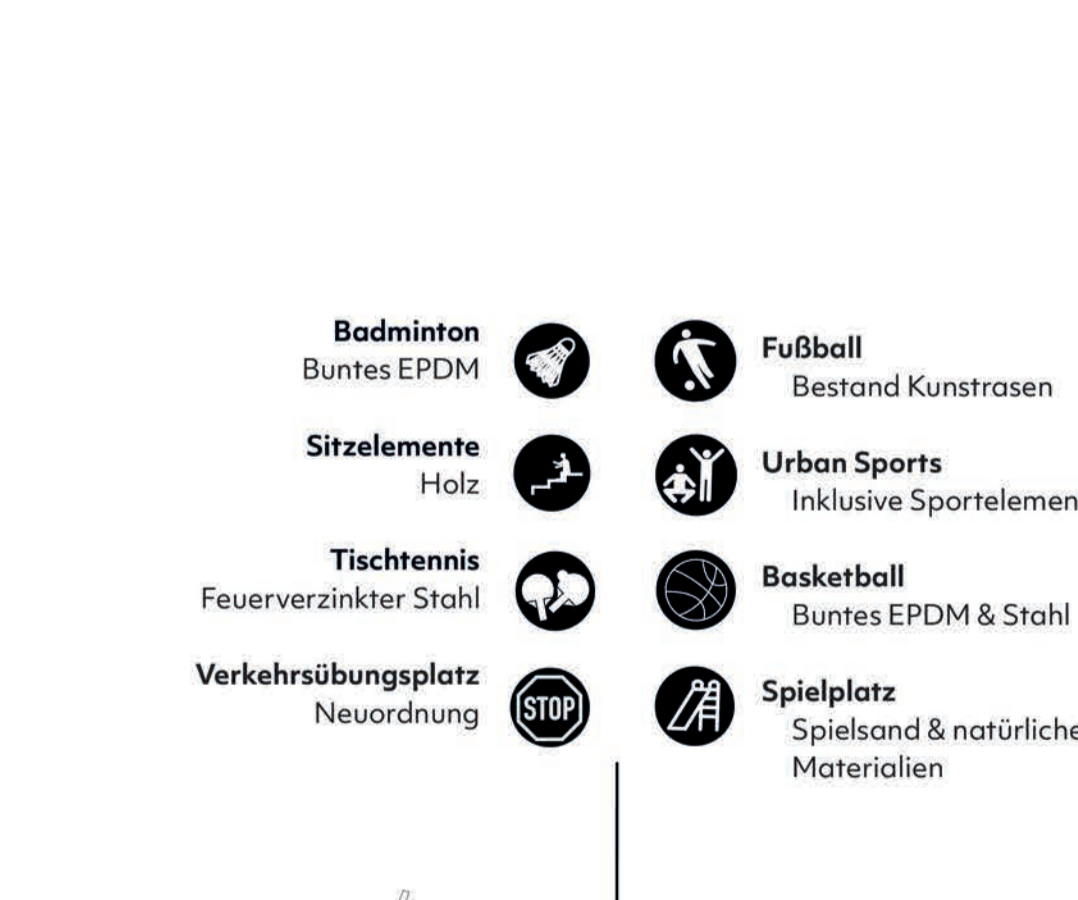 Badminton
Buntes EPDM
Sitzelemente
Holz
Tischtennis
Feuerverzinkter Stahl
Verkehrsübungsplatz
Neuordnung
STOP
Fußball
Bestand Kunstrasen
Urban Sports
Inklusive Sportelemen
Basketball
Buntes EPDM & Stahl
Spielplatz
Spielsand & natürliche
Materialien